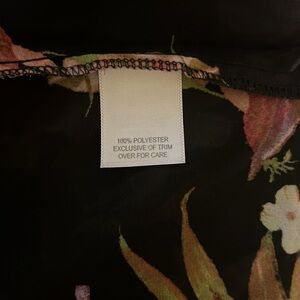 100% POLYESTER
EXCLUSIVE OF TRIM
OVER FOR CARE